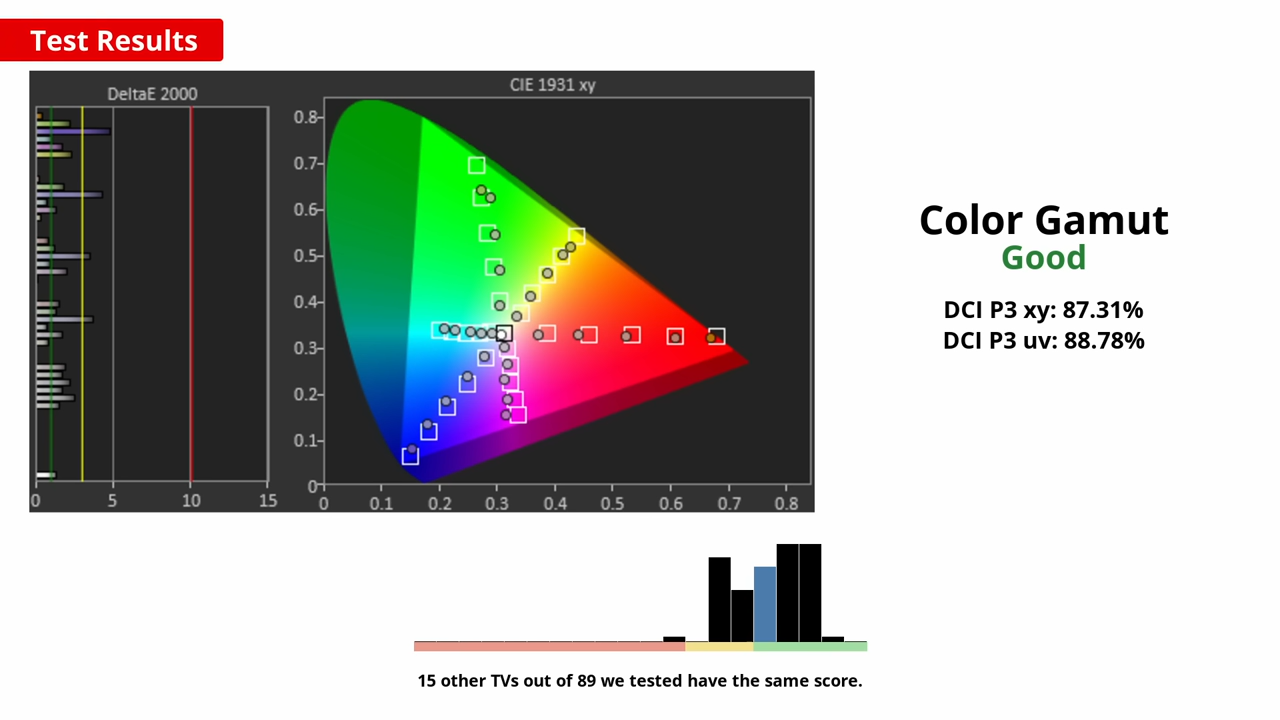 Test Results
DeltaE 2000
0 5 10 15
CIE 1931 xy
0.8
0.7
0.6
0.5
0.4
0.3
0.2
0.1
0
0 0.1 0.2 0.3 0.4 0.5 0.6 0.7 0.8
Color Gamut
Good
DCI P3 xy: 87.31%
DCI P3 uv: 88.78%
15 other TVs out of 89 we tested have the same score.